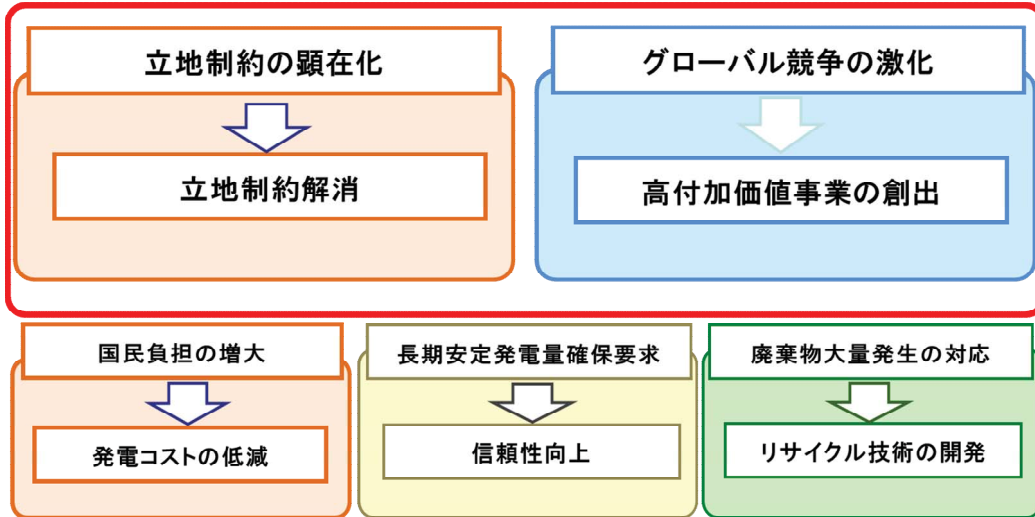 立地制約の顕在化
立地制約解消
グローバル競争の激化
高付加価値事業の創出
国民負担の増大
発電コストの低減
長期安定発電量確保要求
信頼性向上
廃棄物大量発生の対応
リサイクル技術の開発